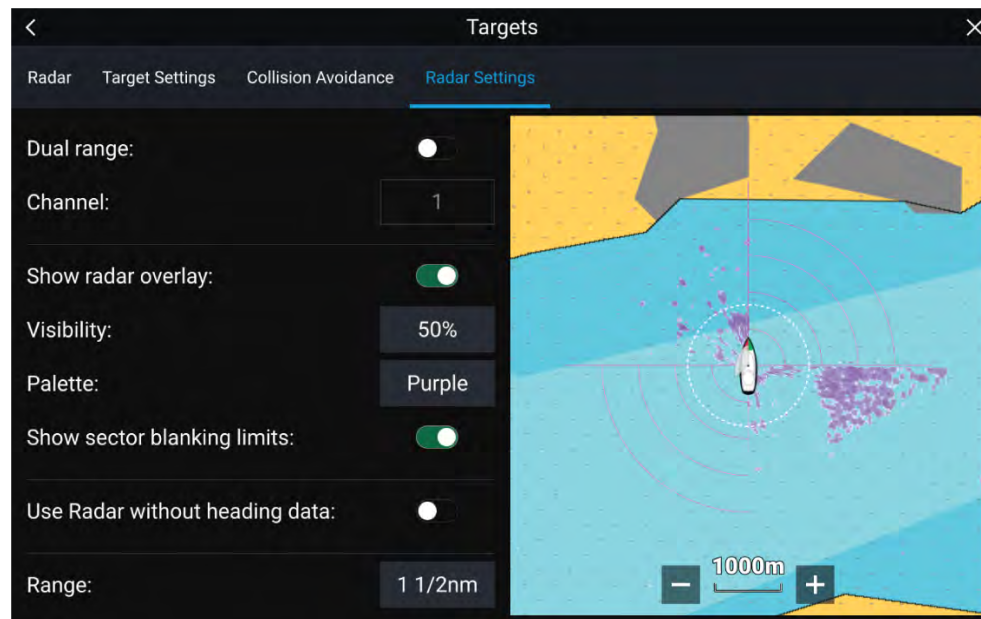 Targets
Radar Target Settings Collision Avoidance Radar Settings
Dual range:
Channel: 1
Show radar overlay:
Visibility: 50%
Palette: Purple
Show sector blanking limits:
Use Radar without heading data:
Range: 1 1/2nm
− 1000m +